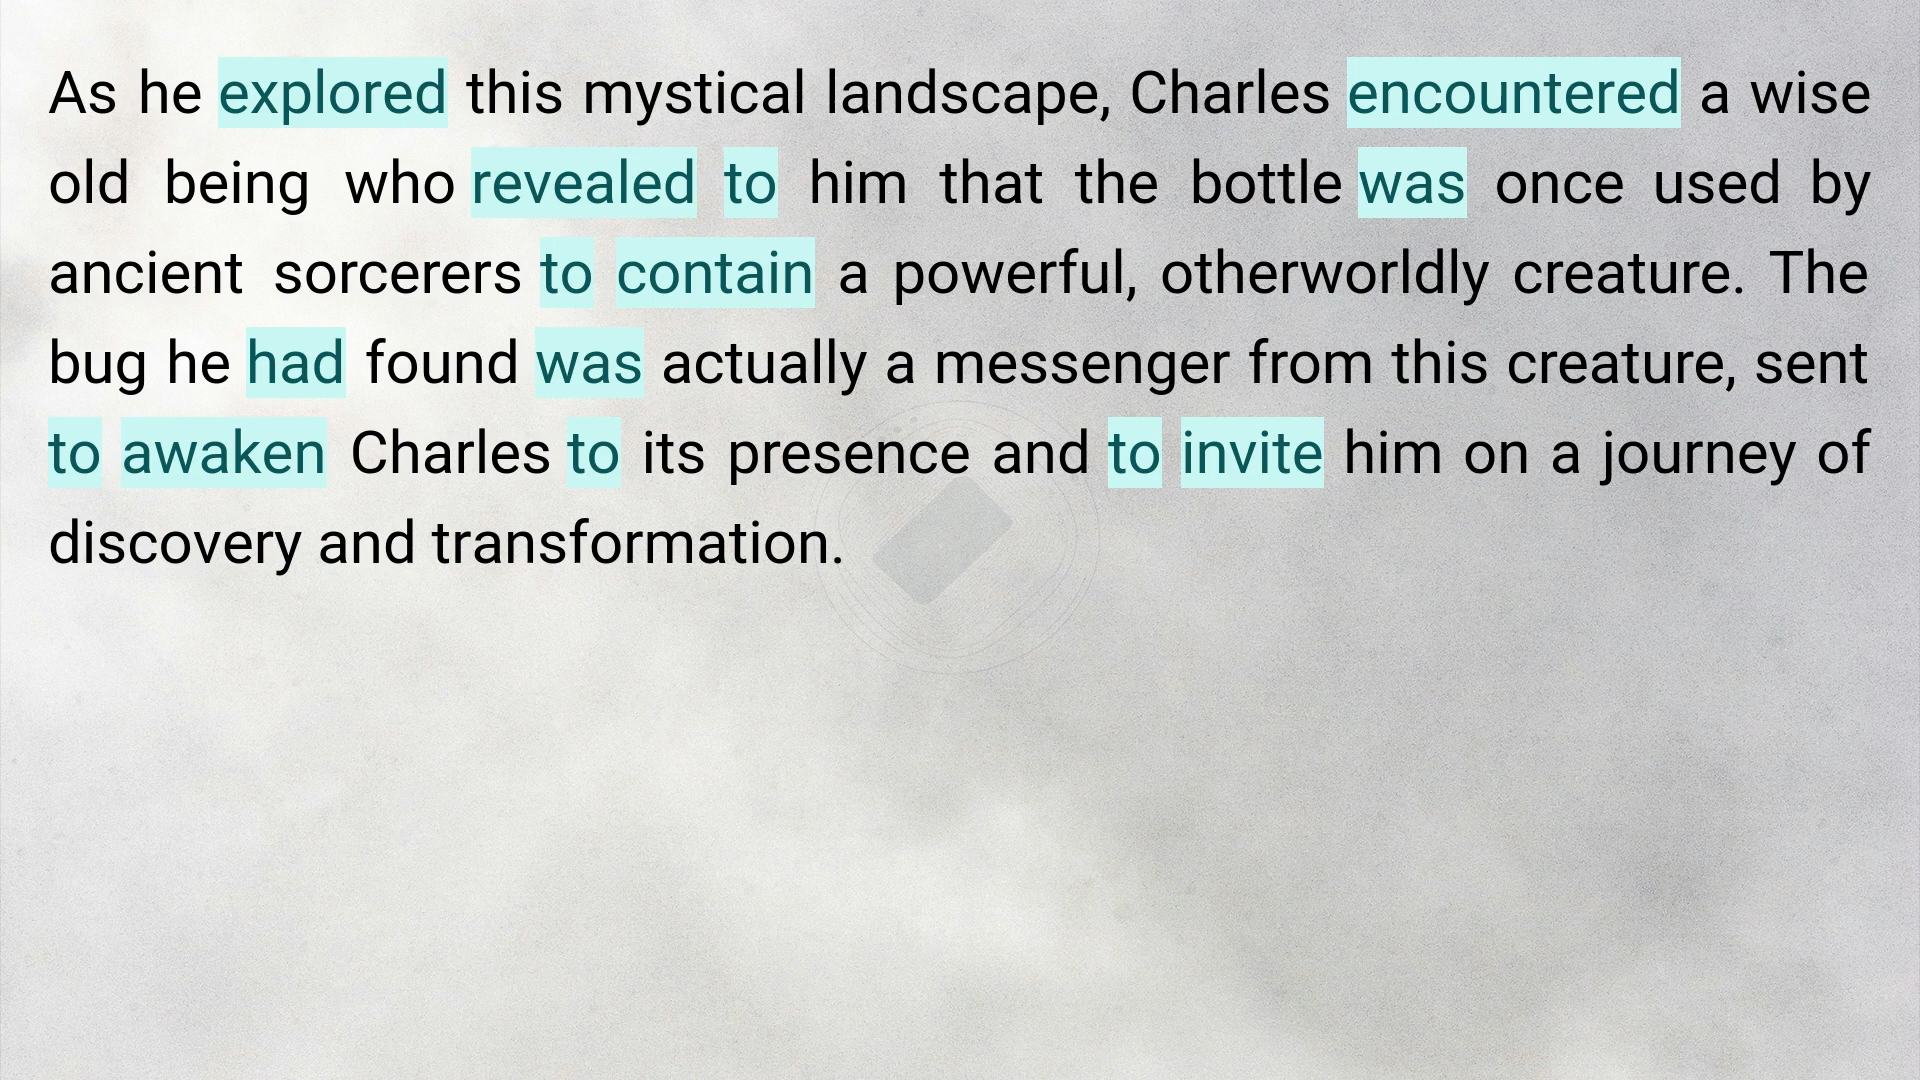 As he explored this mystical landscape, Charles encountered a wise
old being who revealed to him that the bottle was once used by
ancient sorcerers to contain a powerful, otherworldly creature. The
bug he had found was actually a messenger from this creature, sent
to awaken Charles to its presence and to invite him on a journey of
discovery and transformation.